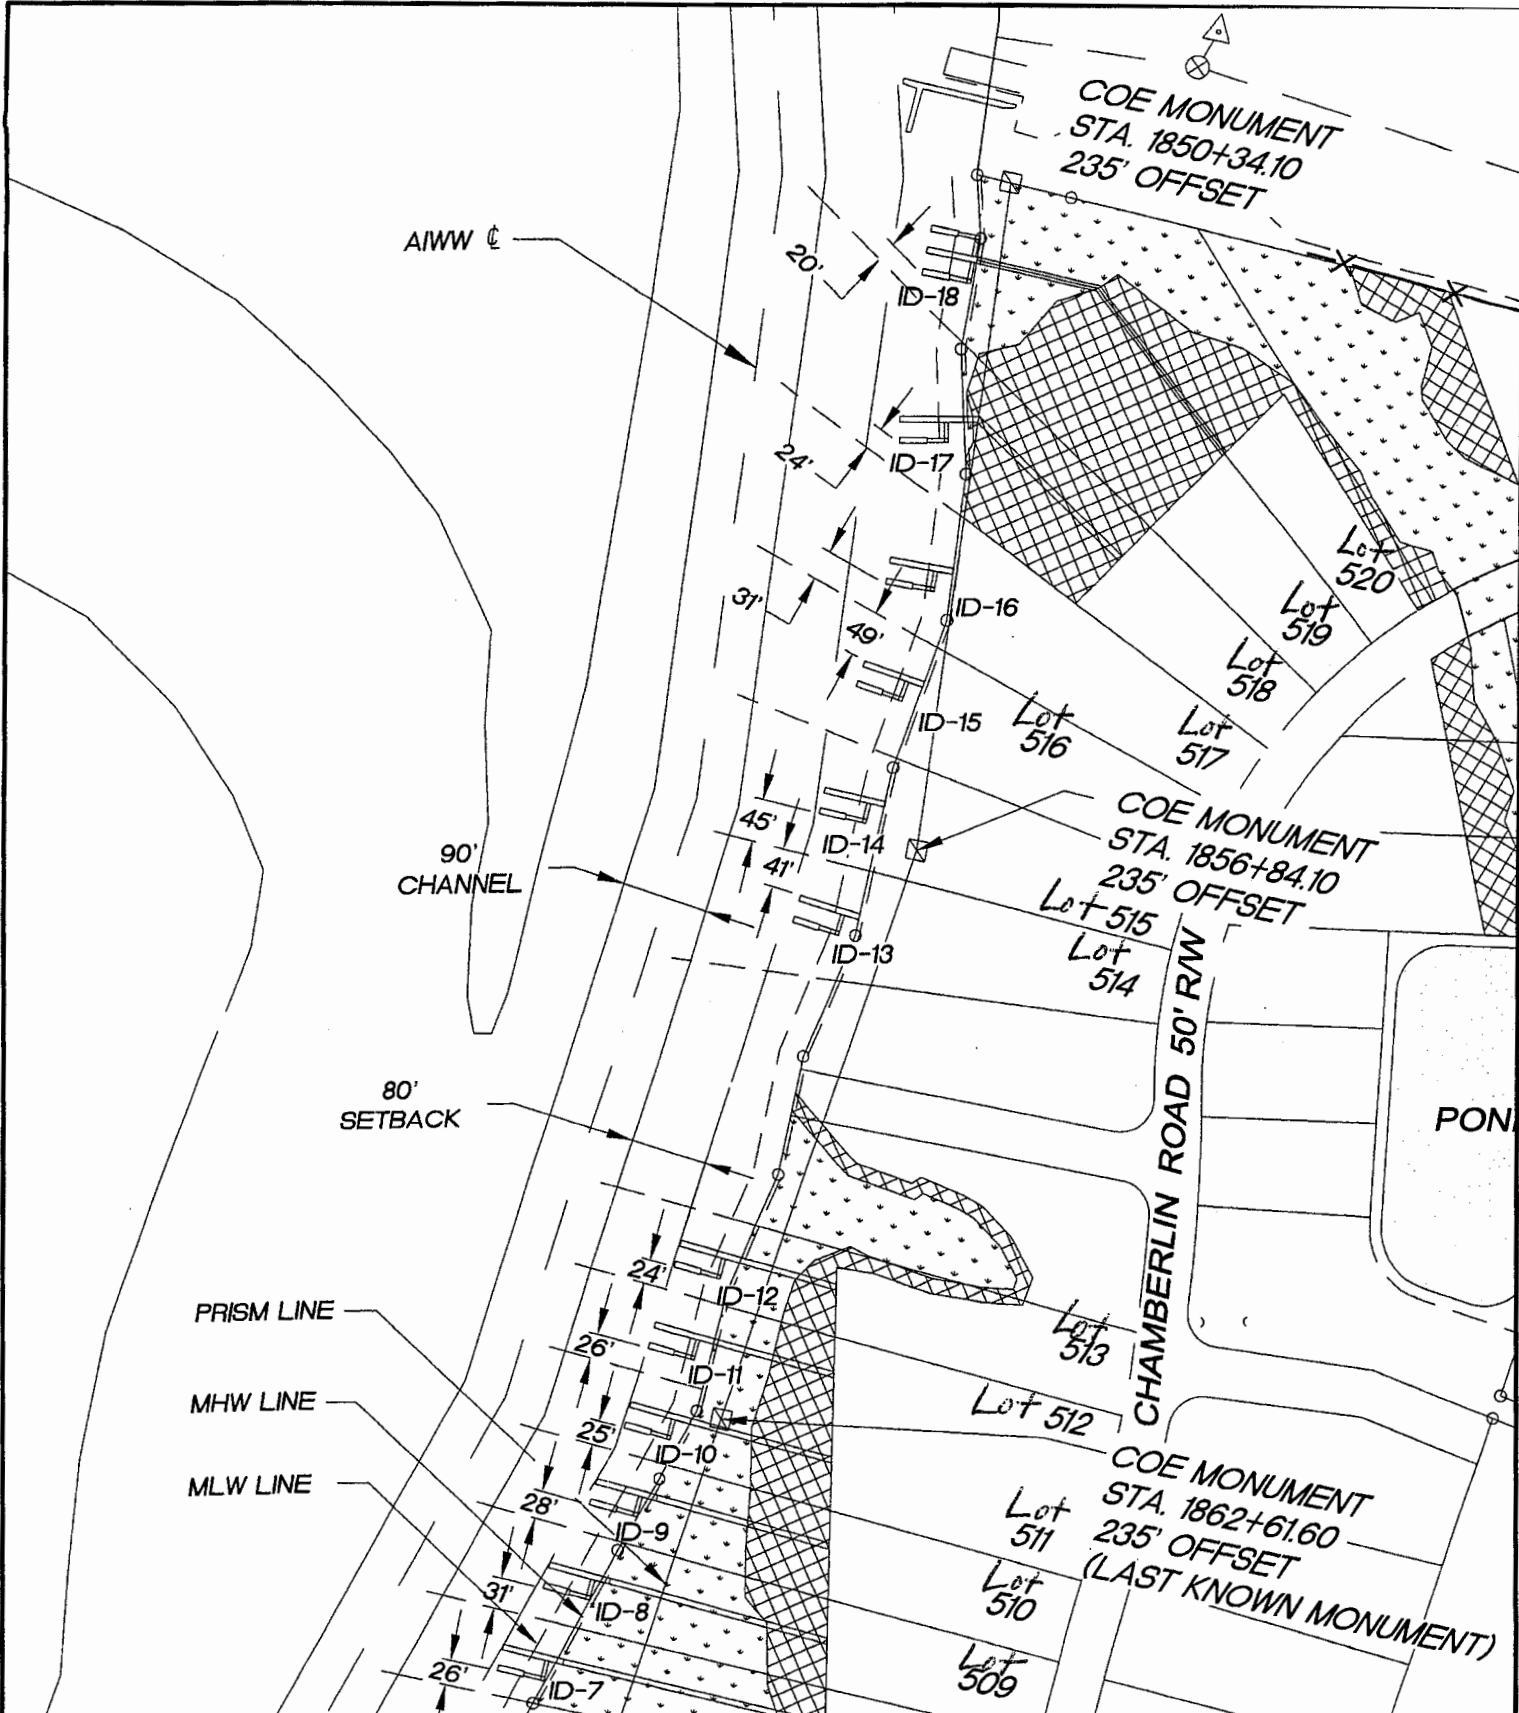 COE MONUMENT
STA. 1850+34.10
235' OFFSET
AIWW ℄
20'
ID-18
24'
ID-17
Lot
520
Lot
519
Lot
518
Lot
517
31'
49'
ID-16
ID-15
Lot
516
45'
41'
ID-14
COE MONUMENT
STA. 1856+84.10
235' OFFSET
90'
CHANNEL
Lot 515
Lot
514
ID-13
CHAMBERLIN ROAD 50' R/W
80'
SETBACK
PON
24'
ID-12
PRISM LINE
26'
ID-11
Lot
513
MHW LINE
25'
ID-10
Lot 512
MLW LINE
28'
ID-9
COE MONUMENT
STA. 1862+61.60
235' OFFSET
(LAST KNOWN MONUMENT)
Lot
511
31'
ID-8
Lot
510
26'
ID-7
Lot
509